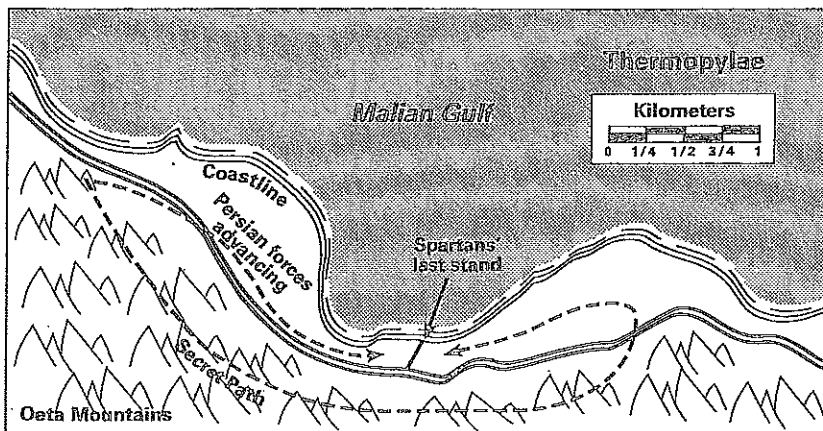 Thermopylae
Malian Gulf
Kilometers
0 1/4 1/2 3/4 1
Coastline
Persian forces
advancing
Spartans'
last stand
Secret Path
Oeta Mountains